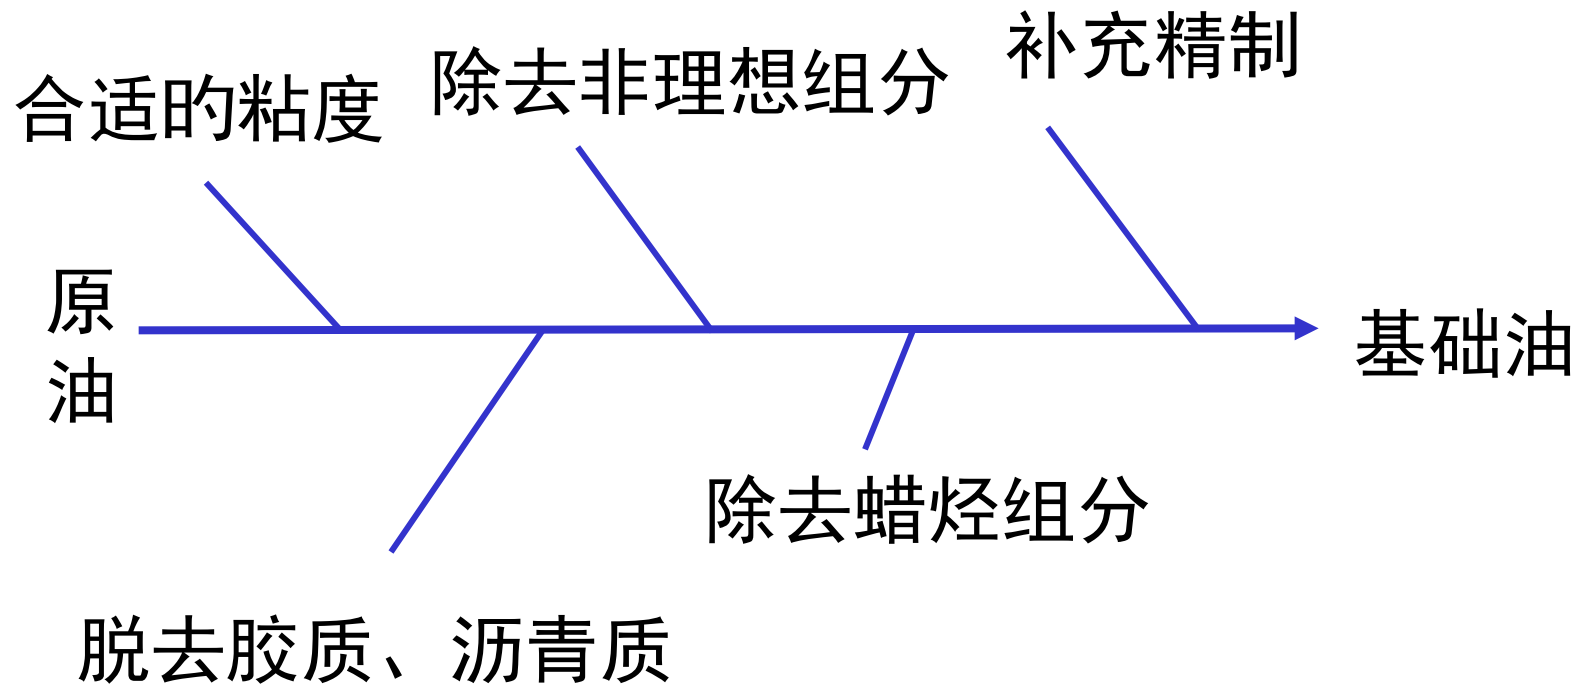 补充精制
除去非理想组分
合适旳粘度
原
油
基础油
除去蜡烃组分
脱去胶质、沥青质